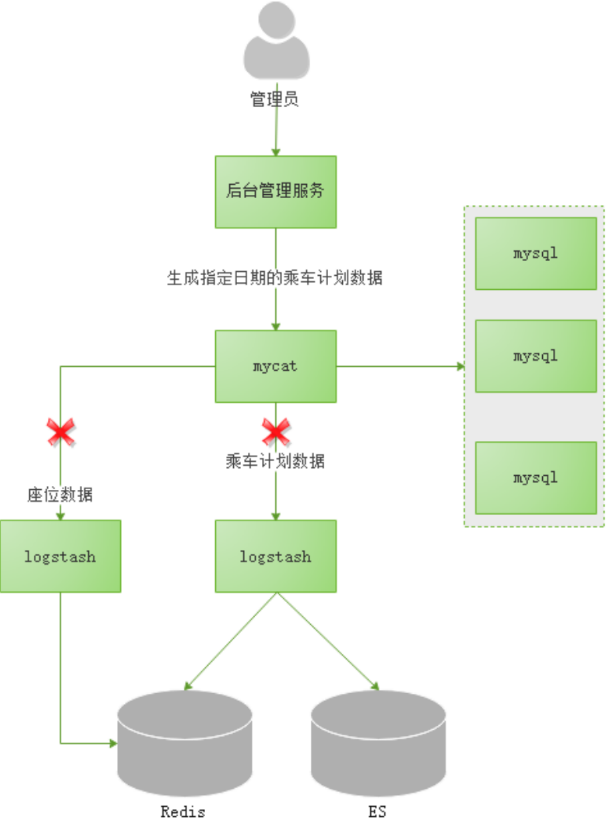 管理员
后台管理服务
生成指定日期的乘车计划数据
mysql
mysql
mysql
mycat
乘车计划数据
座位数据
logstash
logstash
Redis
ES